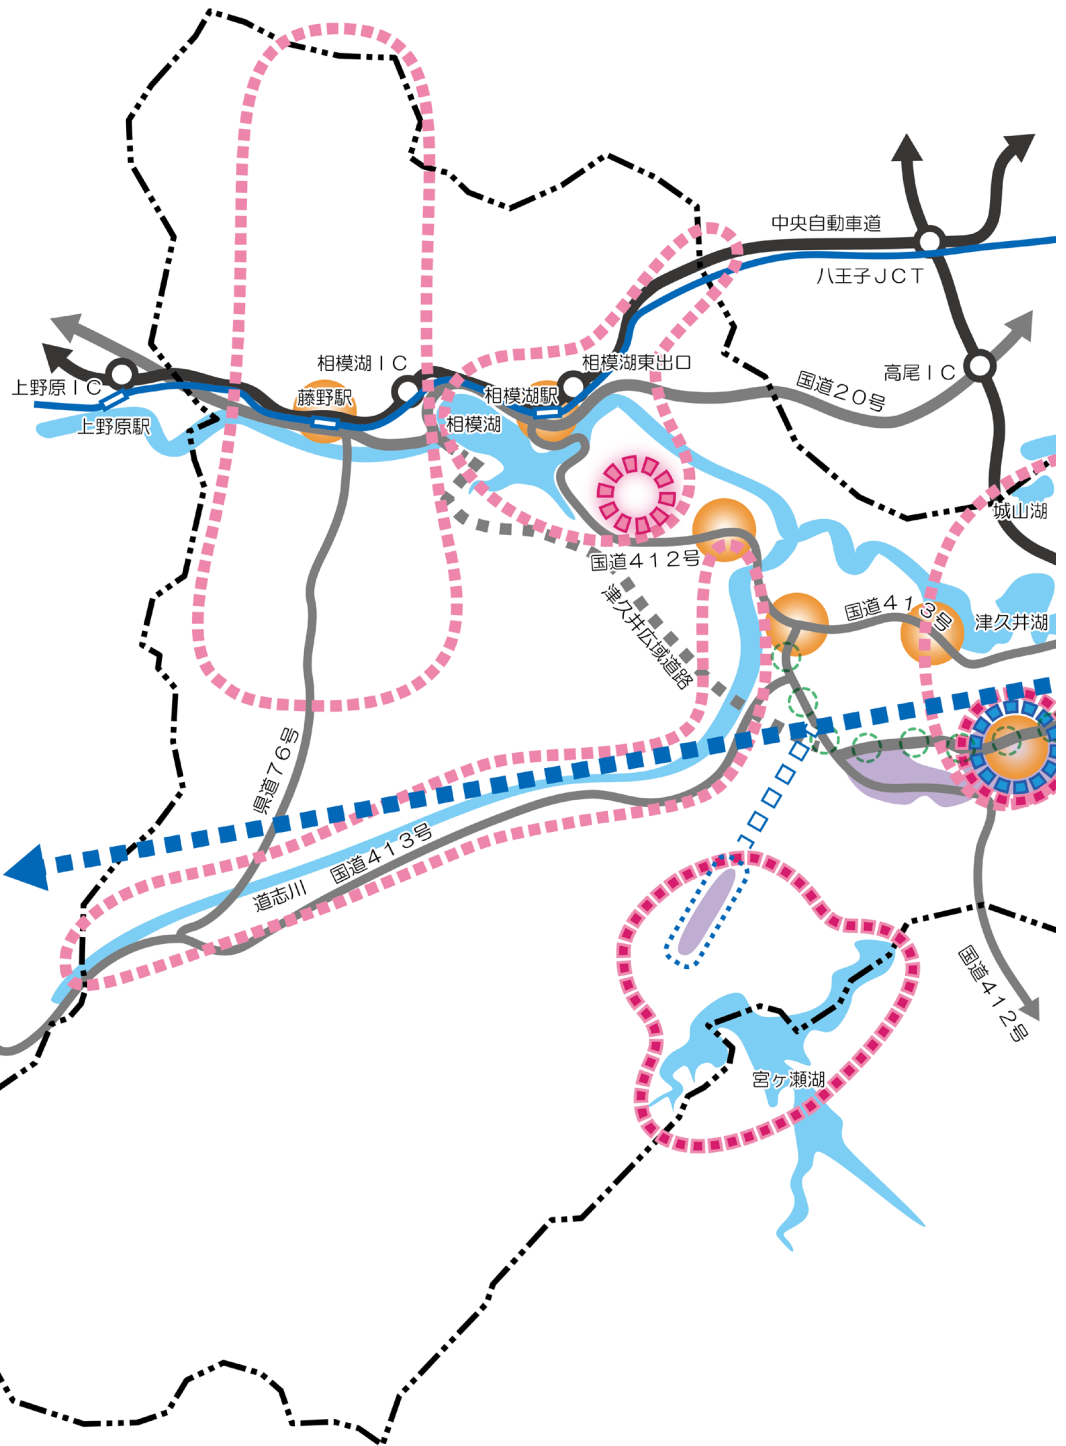 中央自動車道
八王子ＪＣＴ
相模湖ＩＣ
相模湖東出口
高尾ＩＣ
上野原ＩＣ
藤野駅
相模湖駅
国道２０号
上野原駅
相模湖
城山湖
国道４１２号
津久井広域道路
国道４１３号
津久井湖
県道７６号
国道４１３号
道志川
国道４１２号
宮ヶ瀬湖